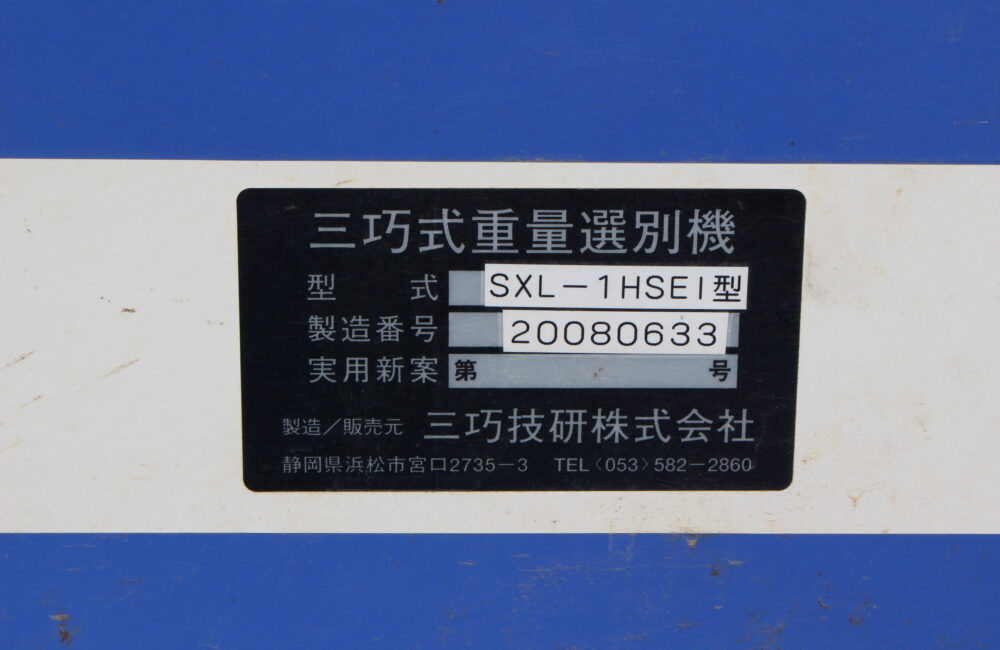 三巧式重量選別機
型 式 SXL－1HSEI型
製造番号 20080633
実用新案 第 号
製造／販売元 三巧技研株式会社
静岡県浜松市宮口2735－3 TEL〈053〉582－2860